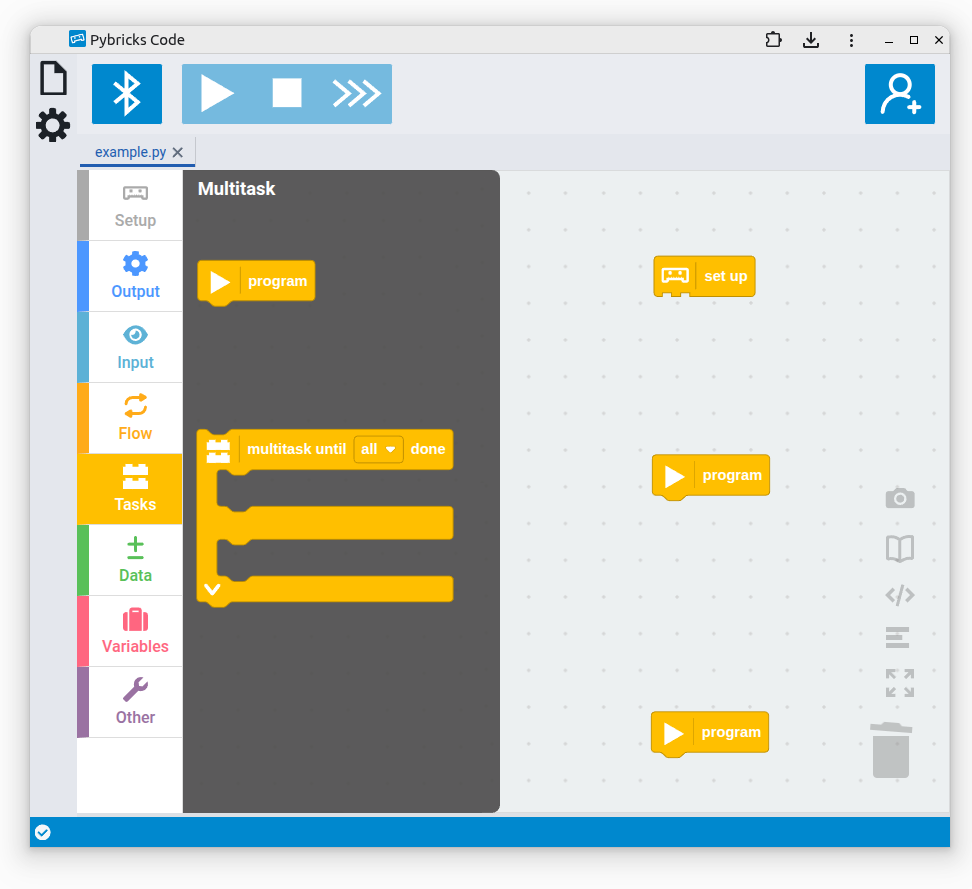 Pybricks Code
example.py
Setup
Output
Input
Flow
Tasks
Data
Variables
Other
Multitask
program
multitask until all done
set up
program
program